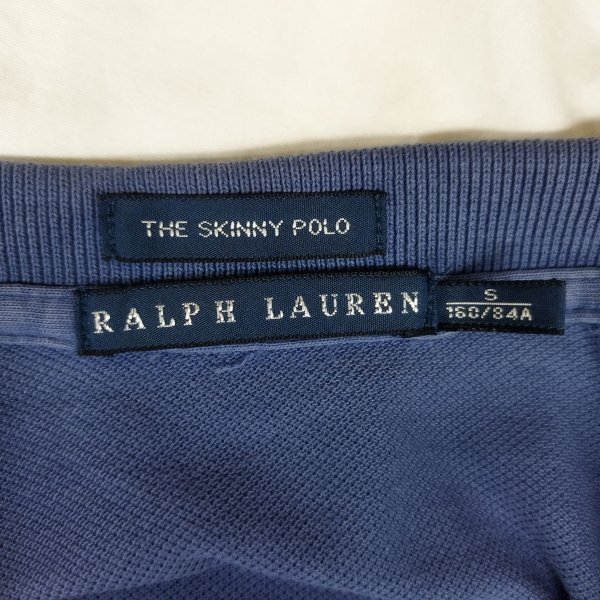 THE SKINNY POLO
RALPH LAUREN
S
160/84A